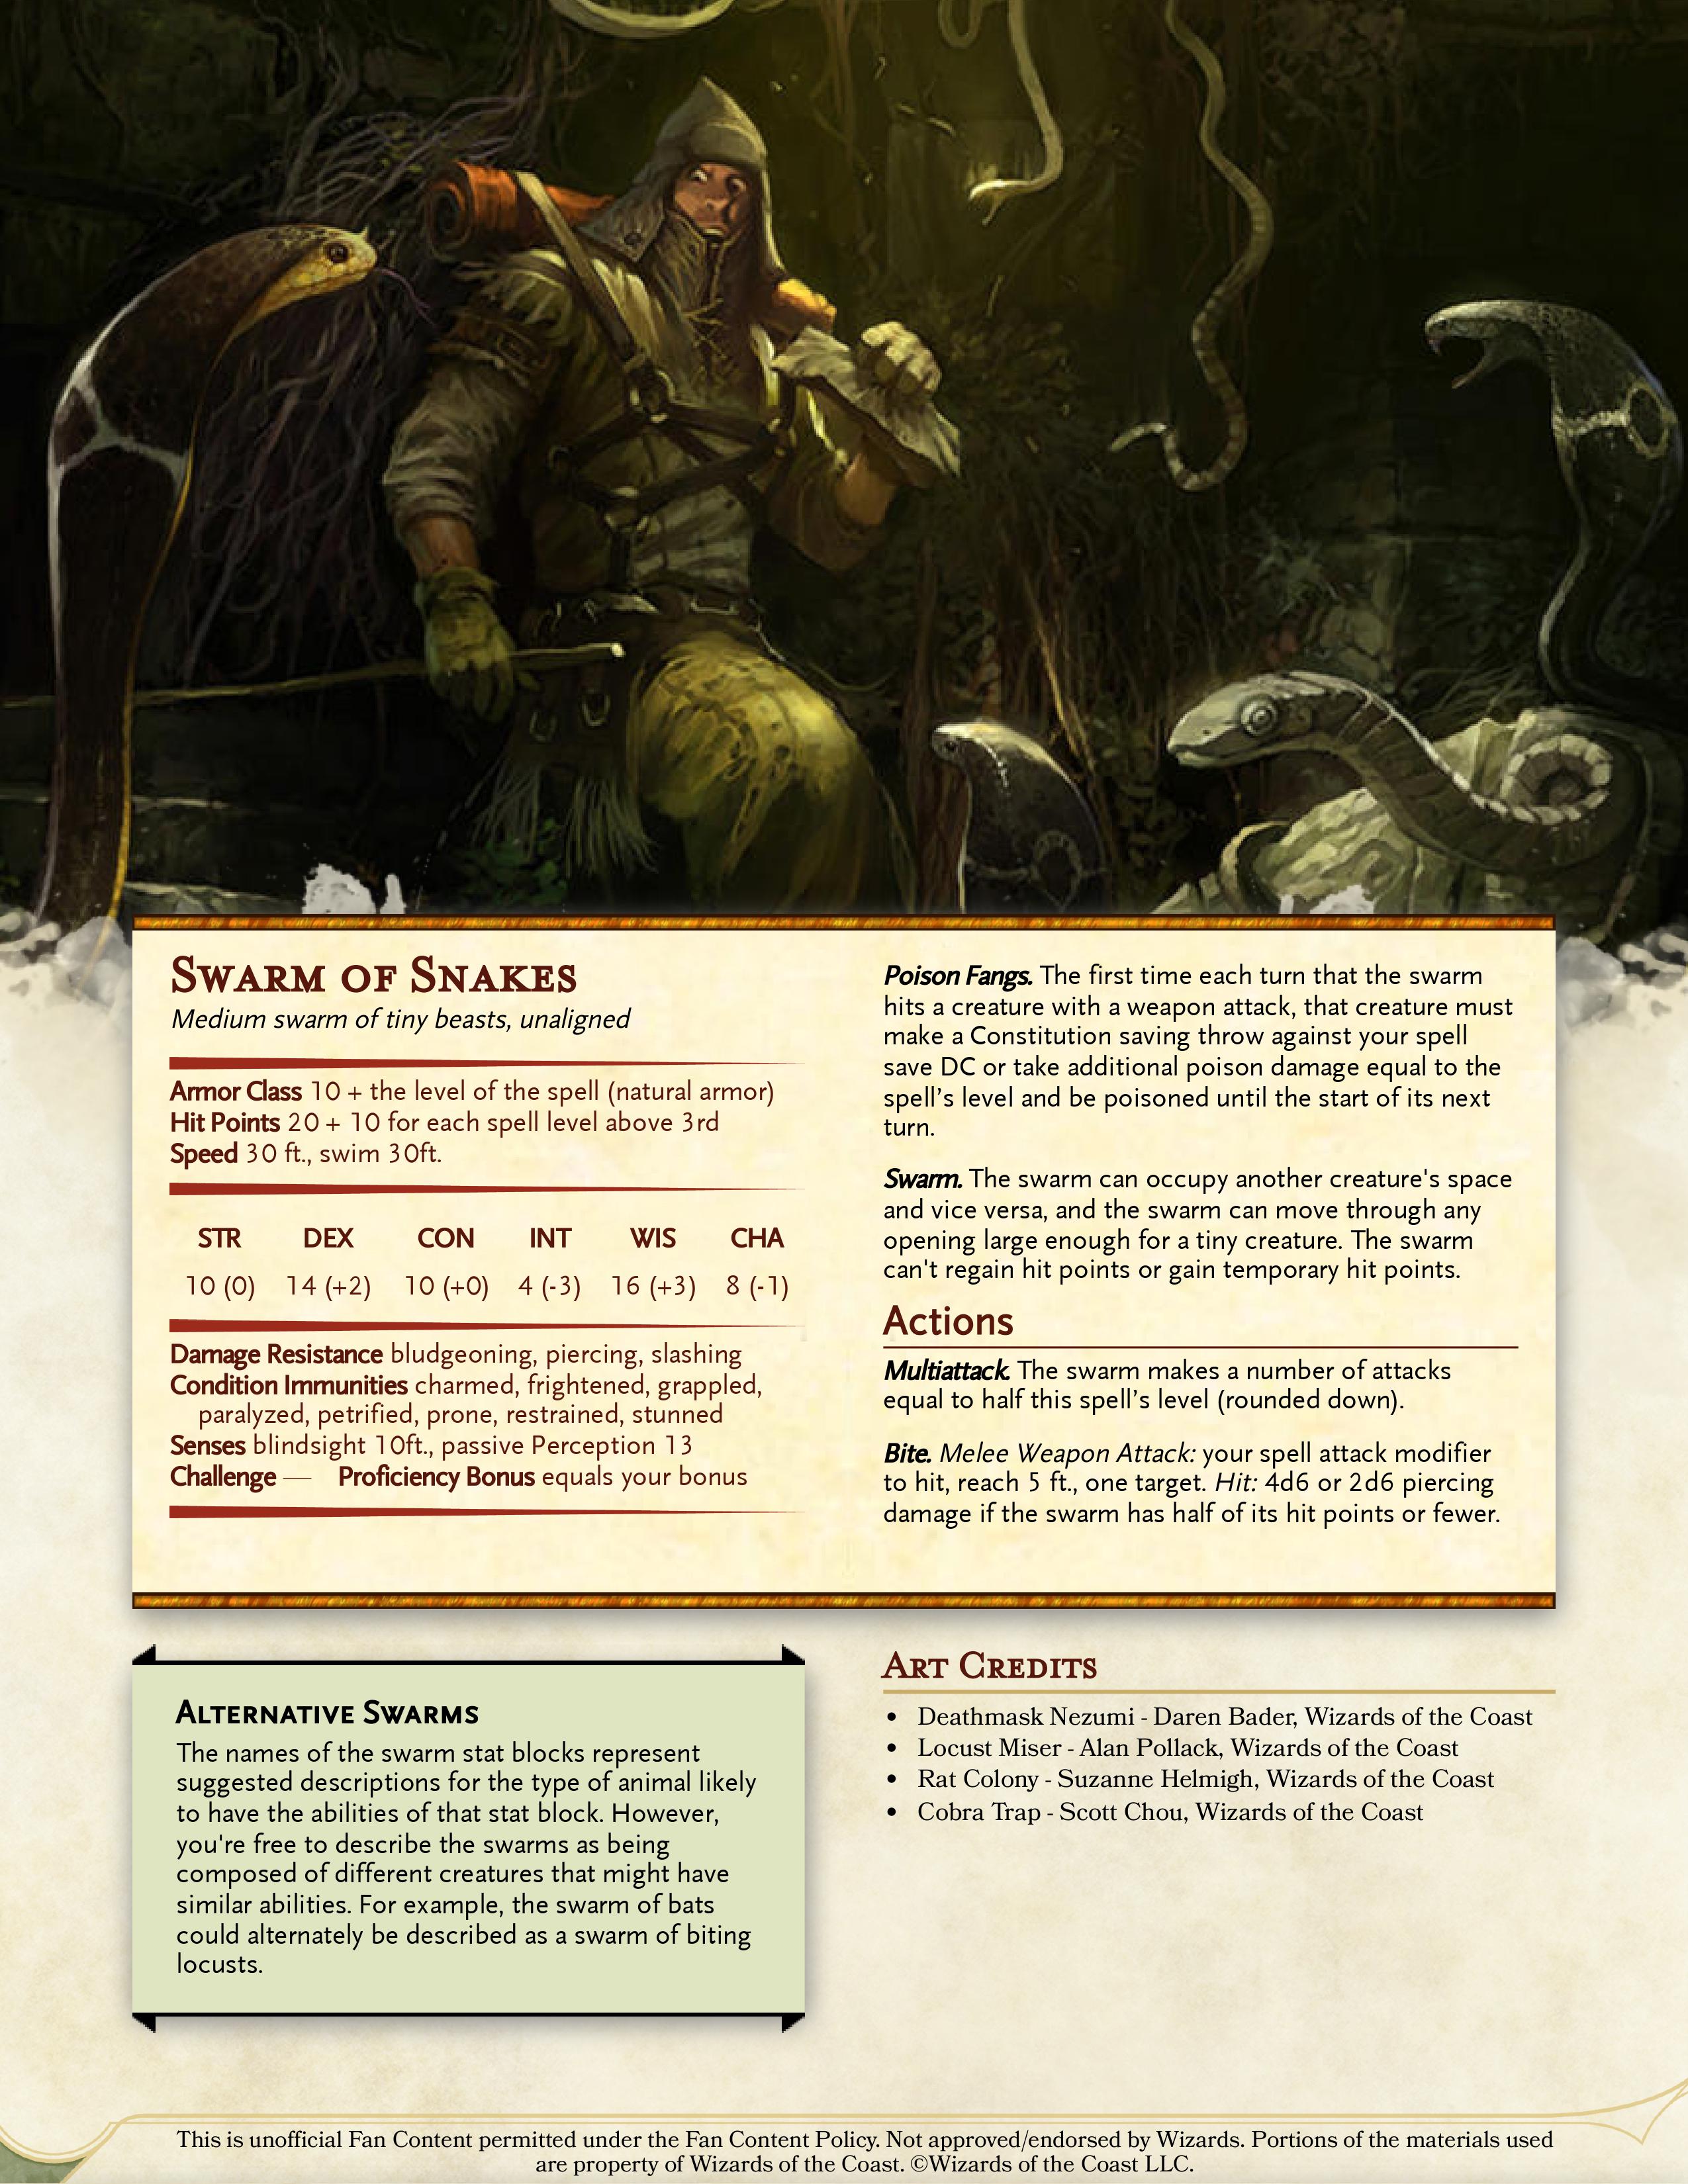 Swarm of Snakes
Medium swarm of tiny beasts, unaligned
Armor Class 10 + the level of the spell (natural armor)
Hit Points 20 + 10 for each spell level above 3rd
Speed 30 ft., swim 30ft.
STR DEX CON INT WIS CHA
10 (0) 14 (+2) 10 (+0) 4 (-3) 16 (+3) 8 (-1)
Damage Resistance bludgeoning, piercing, slashing
Condition Immunities charmed, frightened, grappled,
paralyzed, petrified, prone, restrained, stunned
Senses blindsight 10ft., passive Perception 13
Challenge — Proficiency Bonus equals your bonus
Poison Fangs. The first time each turn that the swarm
hits a creature with a weapon attack, that creature must
make a Constitution saving throw against your spell
save DC or take additional poison damage equal to the
spell’s level and be poisoned until the start of its next
turn.
Swarm. The swarm can occupy another creature's space
and vice versa, and the swarm can move through any
opening large enough for a tiny creature. The swarm
can't regain hit points or gain temporary hit points.
Actions
Multiattack. The swarm makes a number of attacks
equal to half this spell’s level (rounded down).
Bite. Melee Weapon Attack: your spell attack modifier
to hit, reach 5 ft., one target. Hit: 4d6 or 2d6 piercing
damage if the swarm has half of its hit points or fewer.
Alternative Swarms
The names of the swarm stat blocks represent
suggested descriptions for the type of animal likely
to have the abilities of that stat block. However,
you're free to describe the swarms as being
composed of different creatures that might have
similar abilities. For example, the swarm of bats
could alternately be described as a swarm of biting
locusts.
Art Credits
• Deathmask Nezumi - Daren Bader, Wizards of the Coast
• Locust Miser - Alan Pollack, Wizards of the Coast
• Rat Colony - Suzanne Helmigh, Wizards of the Coast
• Cobra Trap - Scott Chou, Wizards of the Coast
This is unofficial Fan Content permitted under the Fan Content Policy. Not approved/endorsed by Wizards. Portions of the materials used
are property of Wizards of the Coast. ©Wizards of the Coast LLC.